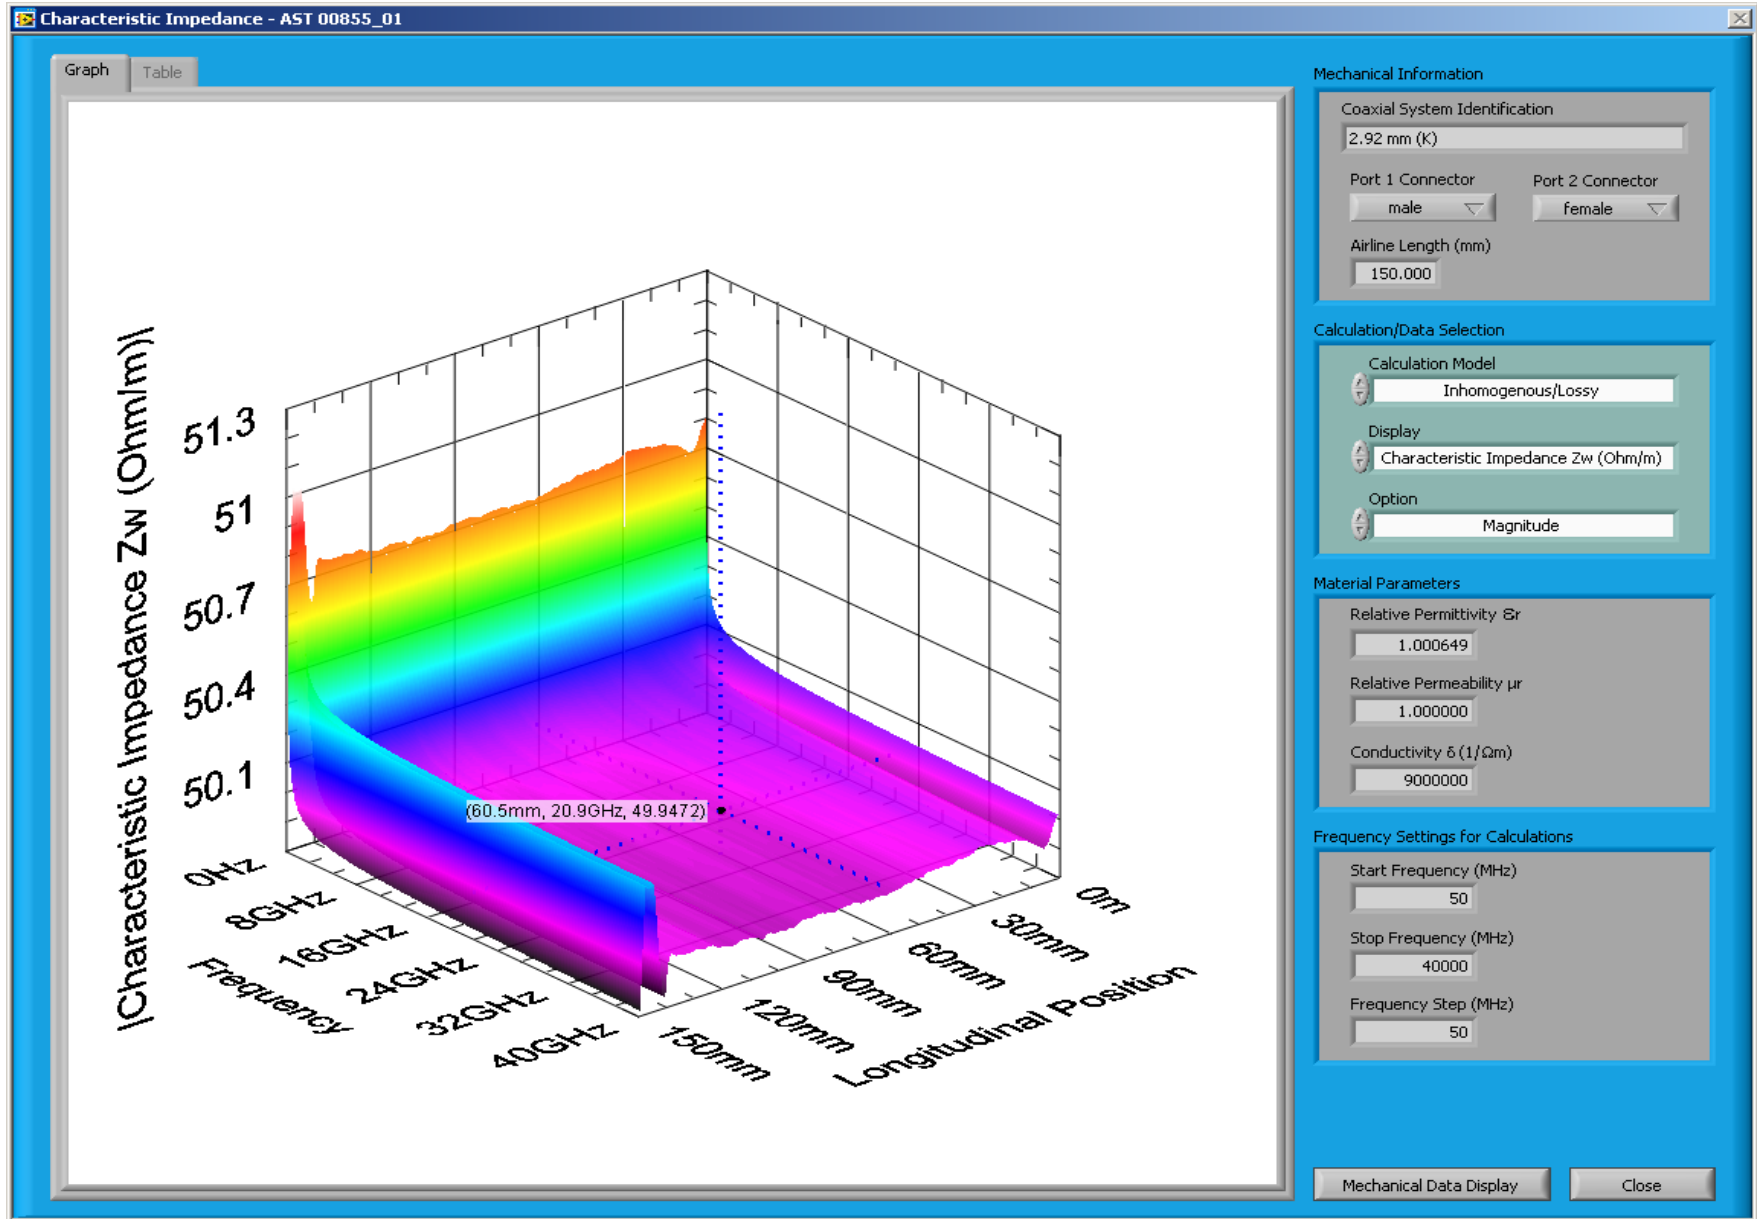 Characteristic Impedance - AST 00855_01
Graph
Table
|Characteristic Impedance Zw (Ohm/m)|
51.3
51
50.7
50.4
50.1
0Hz
8GHz
16GHz
24GHz
32GHz
40GHz
Frequency
(60.5mm, 20.9GHz, 49.9472)
0m
30mm
60mm
90mm
120mm
150mm
Longitudinal Position
Mechanical Information
Coaxial System Identification
2.92 mm (K)
Port 1 Connector
Port 2 Connector
male
female
Airline Length (mm)
150.000
Calculation/Data Selection
Calculation Model
Inhomogenous/Lossy
Display
Characteristic Impedance Zw (Ohm/m)
Option
Magnitude
Material Parameters
Relative Permittivity εr
1.000649
Relative Permeability μr
1.000000
Conductivity δ (1/Ωm)
9000000
Frequency Settings for Calculations
Start Frequency (MHz)
50
Stop Frequency (MHz)
40000
Frequency Step (MHz)
50
Mechanical Data Display
Close